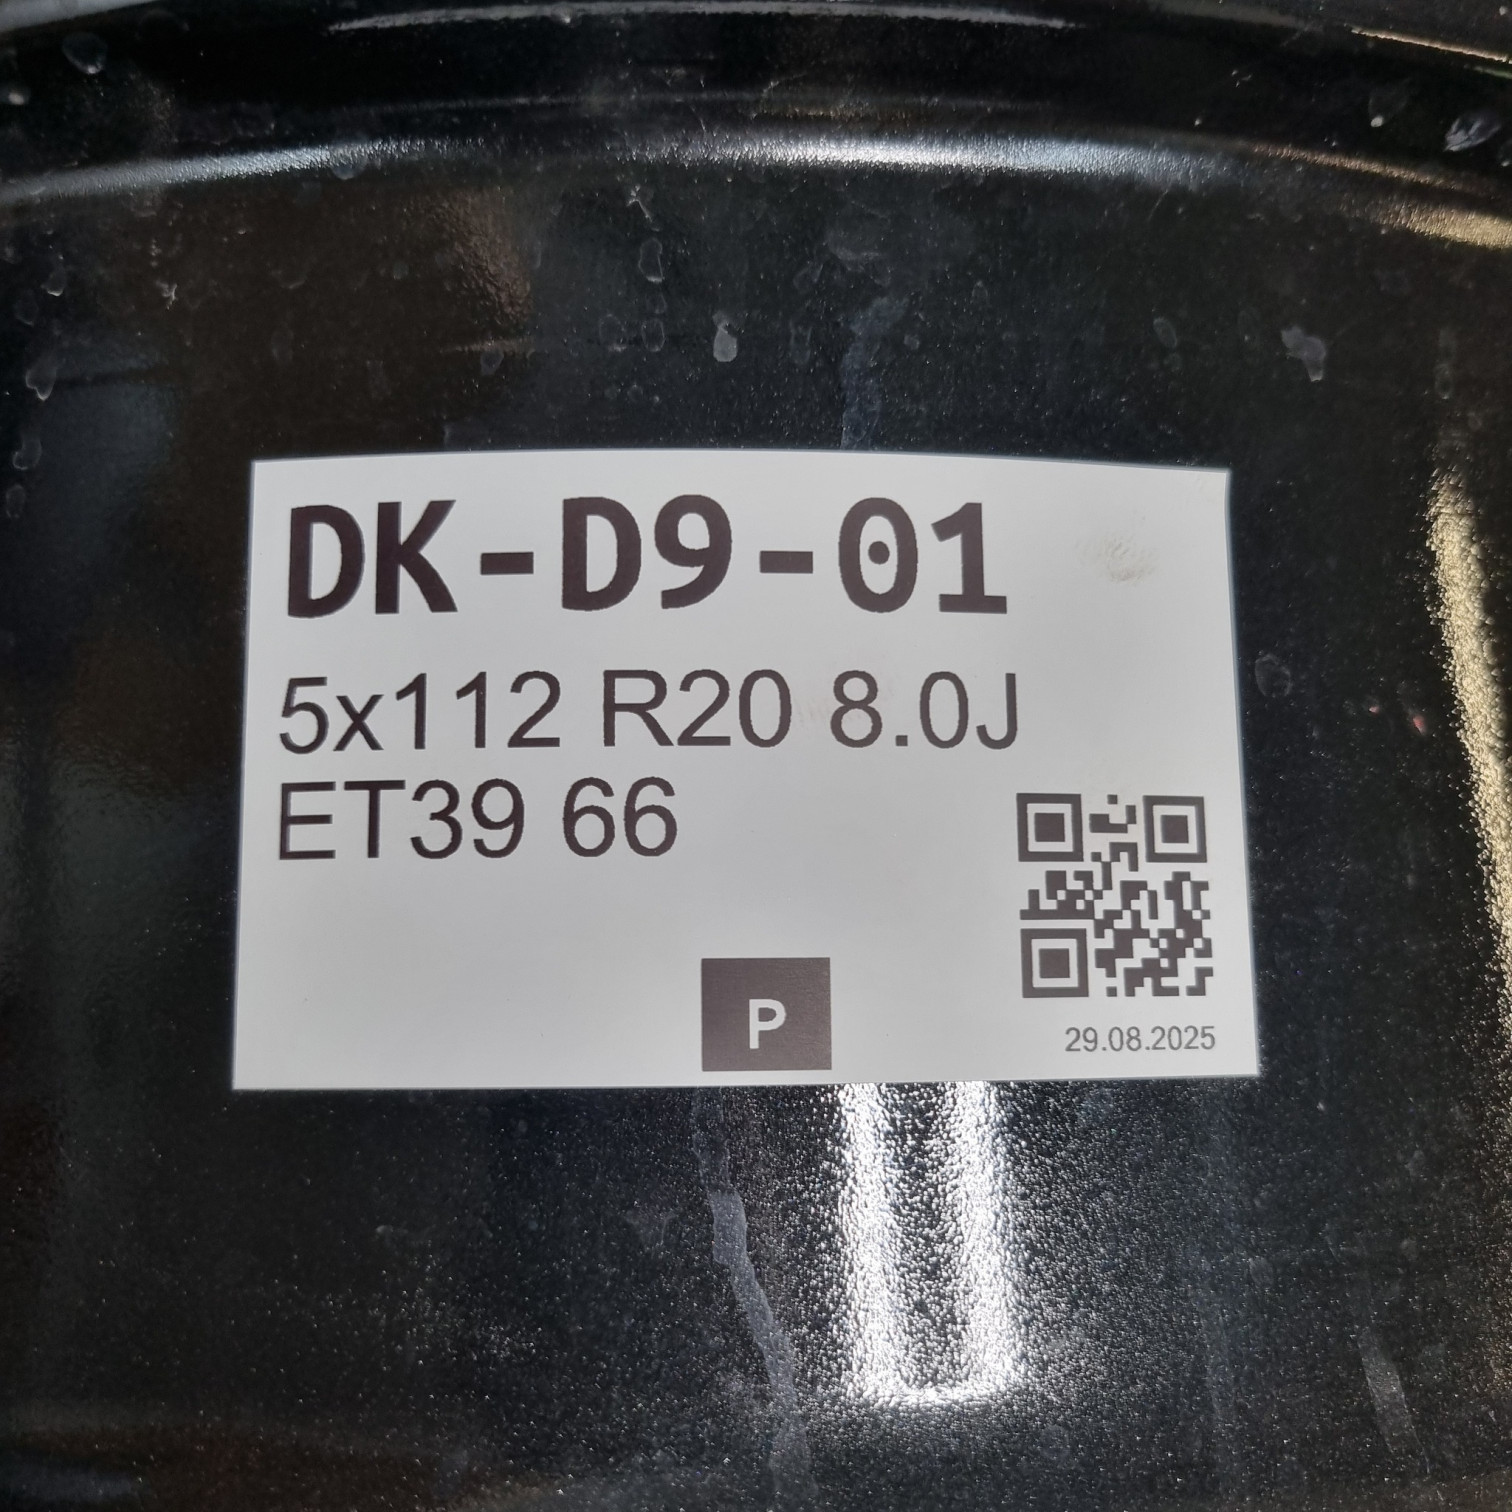 DK-D9-01
5x112 R20 8.0J
ET39 66
P
29.08.2025